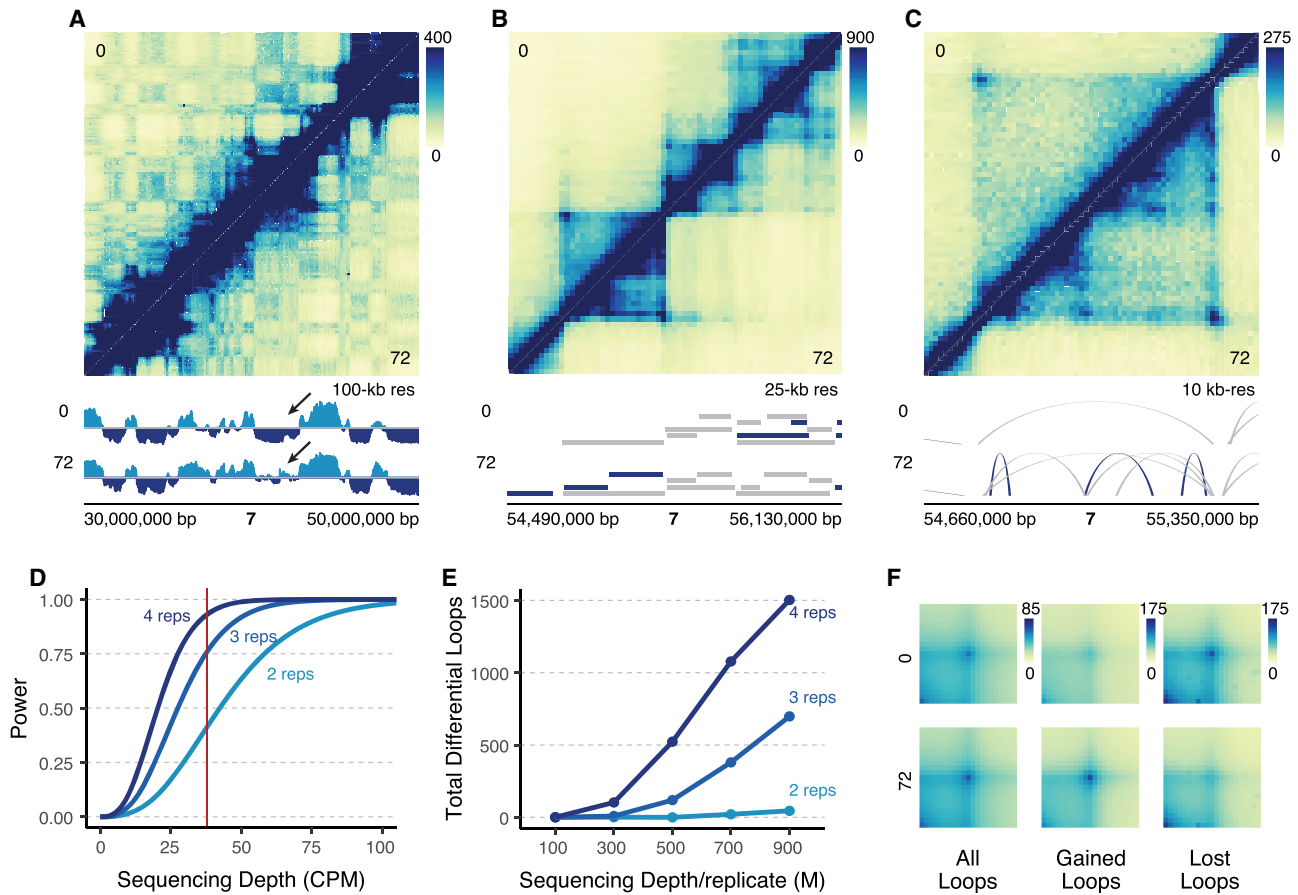 A
0
400
0
72
100-kb res
0
72
30,000,000 bp 7 50,000,000 bp
B
0
900
0
72
25-kb res
0
72
54,490,000 bp 7 56,130,000 bp
C
0
275
0
72
10 kb-res
0
72
54,660,000 bp 7 55,350,000 bp
D
Power
1.00
0.75
0.50
0.25
0.00
4 reps
3 reps
2 reps
0 25 50 75 100
Sequencing Depth (CPM)
E
Total Differential Loops
1500
1000
500
0
4 reps
3 reps
2 reps
100 300 500 700 900
Sequencing Depth/replicate (M)
F
85
0
175
0
175
0
0
72
All
Loops
Gained
Loops
Lost
Loops